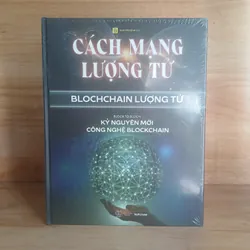 CÁCH MẠNG
LƯỢNG TỬ
BLOCHCHAIN LƯỢNG TỬ
KỶ NGUYÊN MỚI
CÔNG NGHỆ BLOCKCHAIN